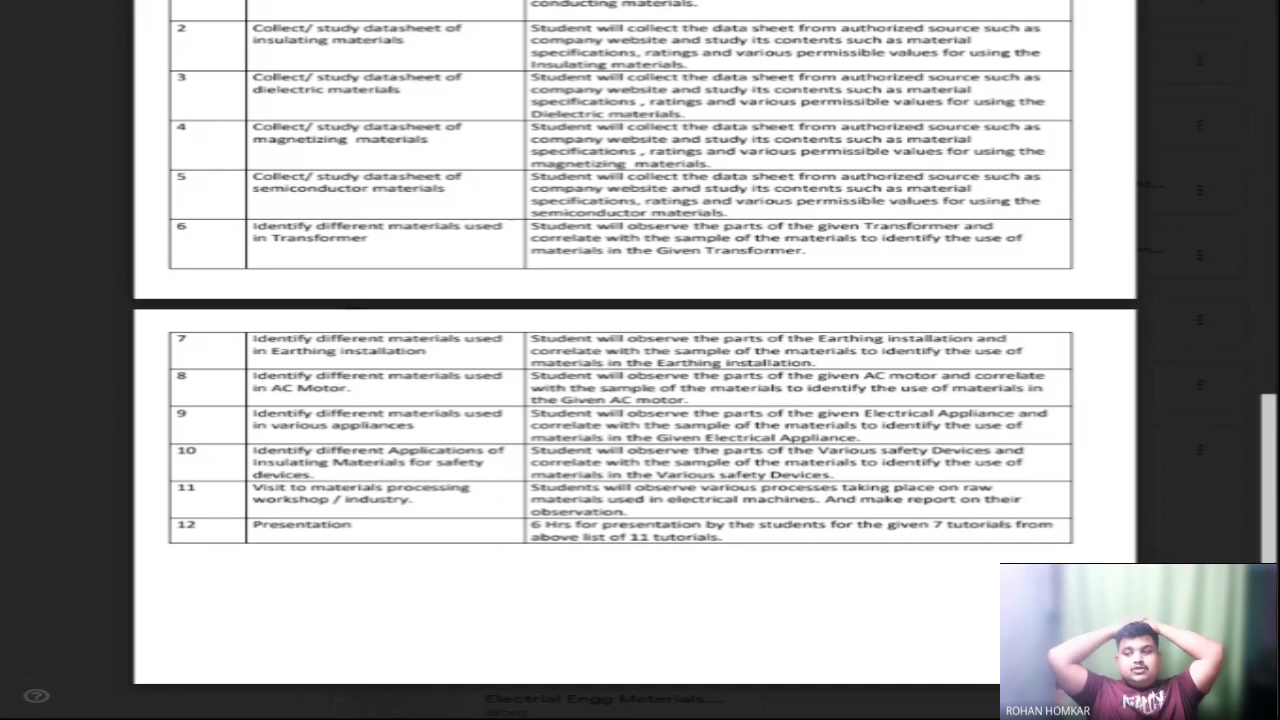 conducting materials.
2 Collect/ study datasheet of Student will collect the data sheet from authorized source such as
insulating materials company website and study its contents such as material
specifications, ratings and various permissible values for using the
Insulating materials.
3 Collect/ study datasheet of Student will collect the data sheet from authorized source such as
dielectric materials company website and study its contents such as material
specifications , ratings and various permissible values for using the
Dielectric materials.
4 Collect/ study datasheet of Student will collect the data sheet from authorized source such as
magnetizing materials company website and study its contents such as material
specifications , ratings and various permissible values for using the
magnetizing materials.
5 Collect/ study datasheet of Student will collect the data sheet from authorized source such as
semiconductor materials company website and study its contents such as material
specifications, ratings and various permissible values for using the
semiconductor materials.
6 Identify different materials used Student will observe the parts of the given Transformer and
in Transformer correlate with the sample of the materials to identify the use of
materials in the Given Transformer.
7 Identify different materials used Student will observe the parts of the Earthing installation and
in Earthing installation correlate with the sample of the materials to identify the use of
materials in the Earthing installation.
8 Identify different materials used Student will observe the parts of the given AC motor and correlate
in AC Motor. with the sample of the materials to identify the use of materials in
the Given AC motor.
9 Identify different materials used Student will observe the parts of the given Electrical Appliance and
in various appliances correlate with the sample of the materials to identify the use of
materials in the Given Electrical Appliance.
10 Identify different Applications of Student will observe the parts of the Various safety Devices and
Insulating Materials for safety correlate with the sample of the materials to identify the use of
devices. materials in the Various safety Devices.
11 Visit to materials processing Students will observe various processes taking place on raw
workshop / industry. materials used in electrical machines. And make report on their
observation.
12 Presentation 6 Hrs for presentation by the students for the given 7 tutorials from
above list of 11 tutorials.
Electrial Engg Materials....
Word
ROHAN HOMKAR